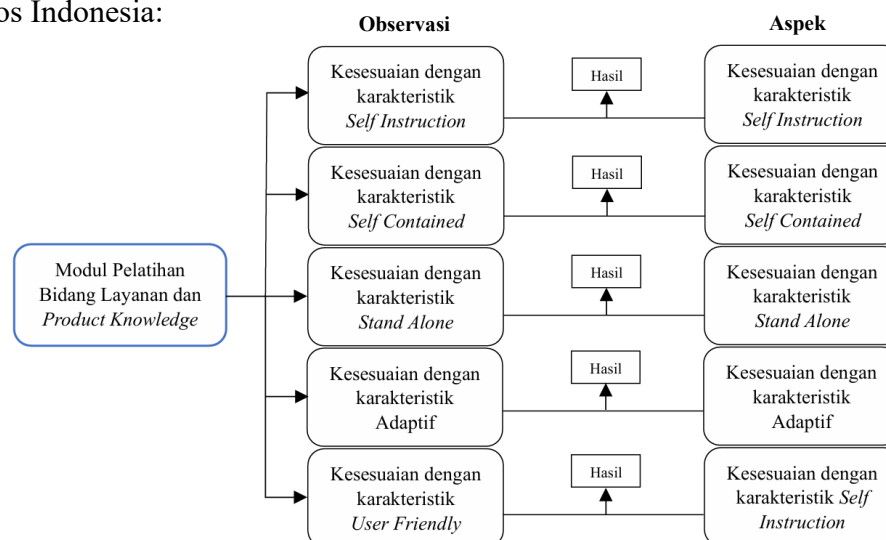 os Indonesia:
Observasi
Aspek
Kesesuaian dengan
karakteristik
Self Instruction
Hasil
Kesesuaian dengan
karakteristik
Self Instruction
Kesesuaian dengan
karakteristik
Self Contained
Hasil
Kesesuaian dengan
karakteristik
Self Contained
Modul Pelatihan
Bidang Layanan dan
Product Knowledge
Kesesuaian dengan
karakteristik
Stand Alone
Hasil
Kesesuaian dengan
karakteristik
Stand Alone
Kesesuaian dengan
karakteristik
Adaptif
Hasil
Kesesuaian dengan
karakteristik
Adaptif
Kesesuaian dengan
karakteristik
User Friendly
Hasil
Kesesuaian dengan
karakteristik Self
Instruction